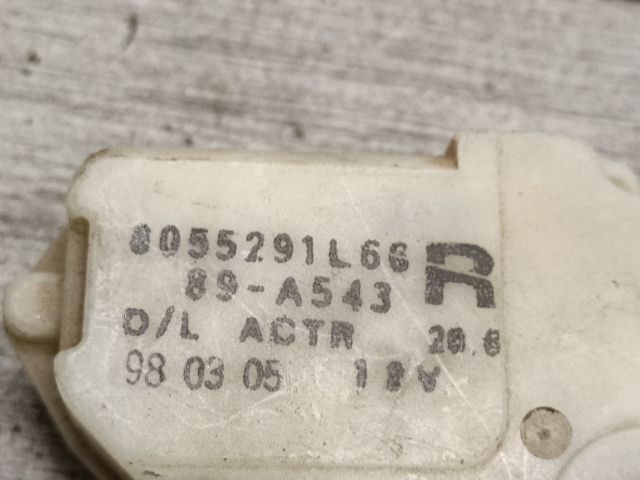 8055291L66
R
89-A543
D/L ACTR 20.6
98 03 05 12V